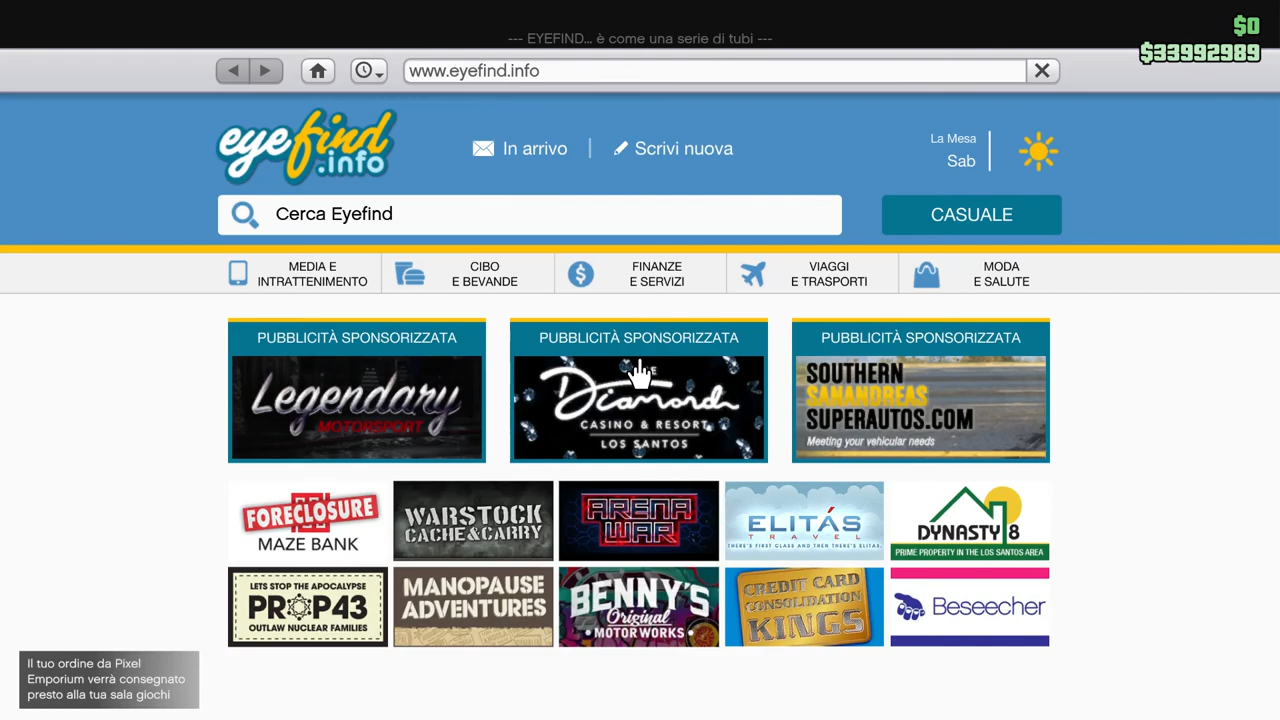 $0
--- EYEFIND... è come una serie di tubi ---
$33992989
www.eyefind.info
eyefind
.info
In arrivo
Scrivi nuova
La Mesa
Sab
Cerca Eyefind
CASUALE
MEDIA E
INTRATTENIMENTO
CIBO
E BEVANDE
FINANZE
E SERVIZI
VIAGGI
E TRASPORTI
MODA
E SALUTE
PUBBLICITÀ SPONSORIZZATA
Legendary
MOTORSPORT
PUBBLICITÀ SPONSORIZZATA
Diamond
CASINO & RESORT
LOS SANTOS
PUBBLICITÀ SPONSORIZZATA
SOUTHERN
SANANDREAS
SUPERAUTOS.COM
Meeting your vehicular needs
FORECLOSURE
MAZE BANK
WARSTOCK
CACHE&CARRY
ARENA
WAR
ELITÁS
TRAVEL
THERE'S FIRST CLASS AND THEN THERE'S ELITAS.
DYNASTY 8
PRIME PROPERTY IN THE LOS SANTOS AREA
LETS STOP THE APOCALYPSE
PROP43
OUTLAW NUCLEAR FAMILIES
MANOPAUSE
ADVENTURES
BENNY'S
Original
MOTOR WORKS
CREDIT CARD
CONSOLIDATION
KINGS
Beseecher
Il tuo ordine da Pixel
Emporium verrà consegnato
presto alla tua sala giochi